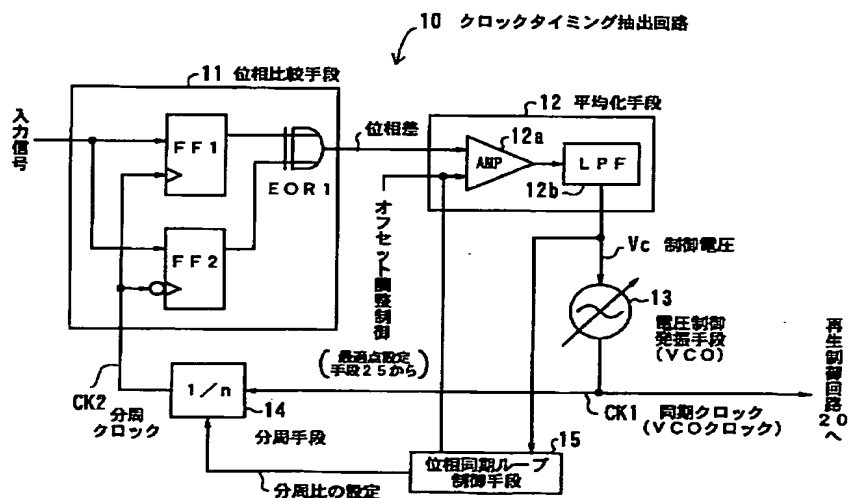 10 クロックタイミング抽出回路
11 位相比較手段
入力信号
FF1
EOR1
FF2
位相差
12 平均化手段
12a
AMP
LPF
12b
オフセット調整制御
(最適点設定
手段25から)
Vc 制御電圧
13
電圧制御
発振手段
(VCO)
再生制御回路20へ
CK2 分周
クロック
1/n
14
分周手段
CK1 同期クロック
(VCOクロック)
15
位相同期ループ
制御手段
分周比の設定